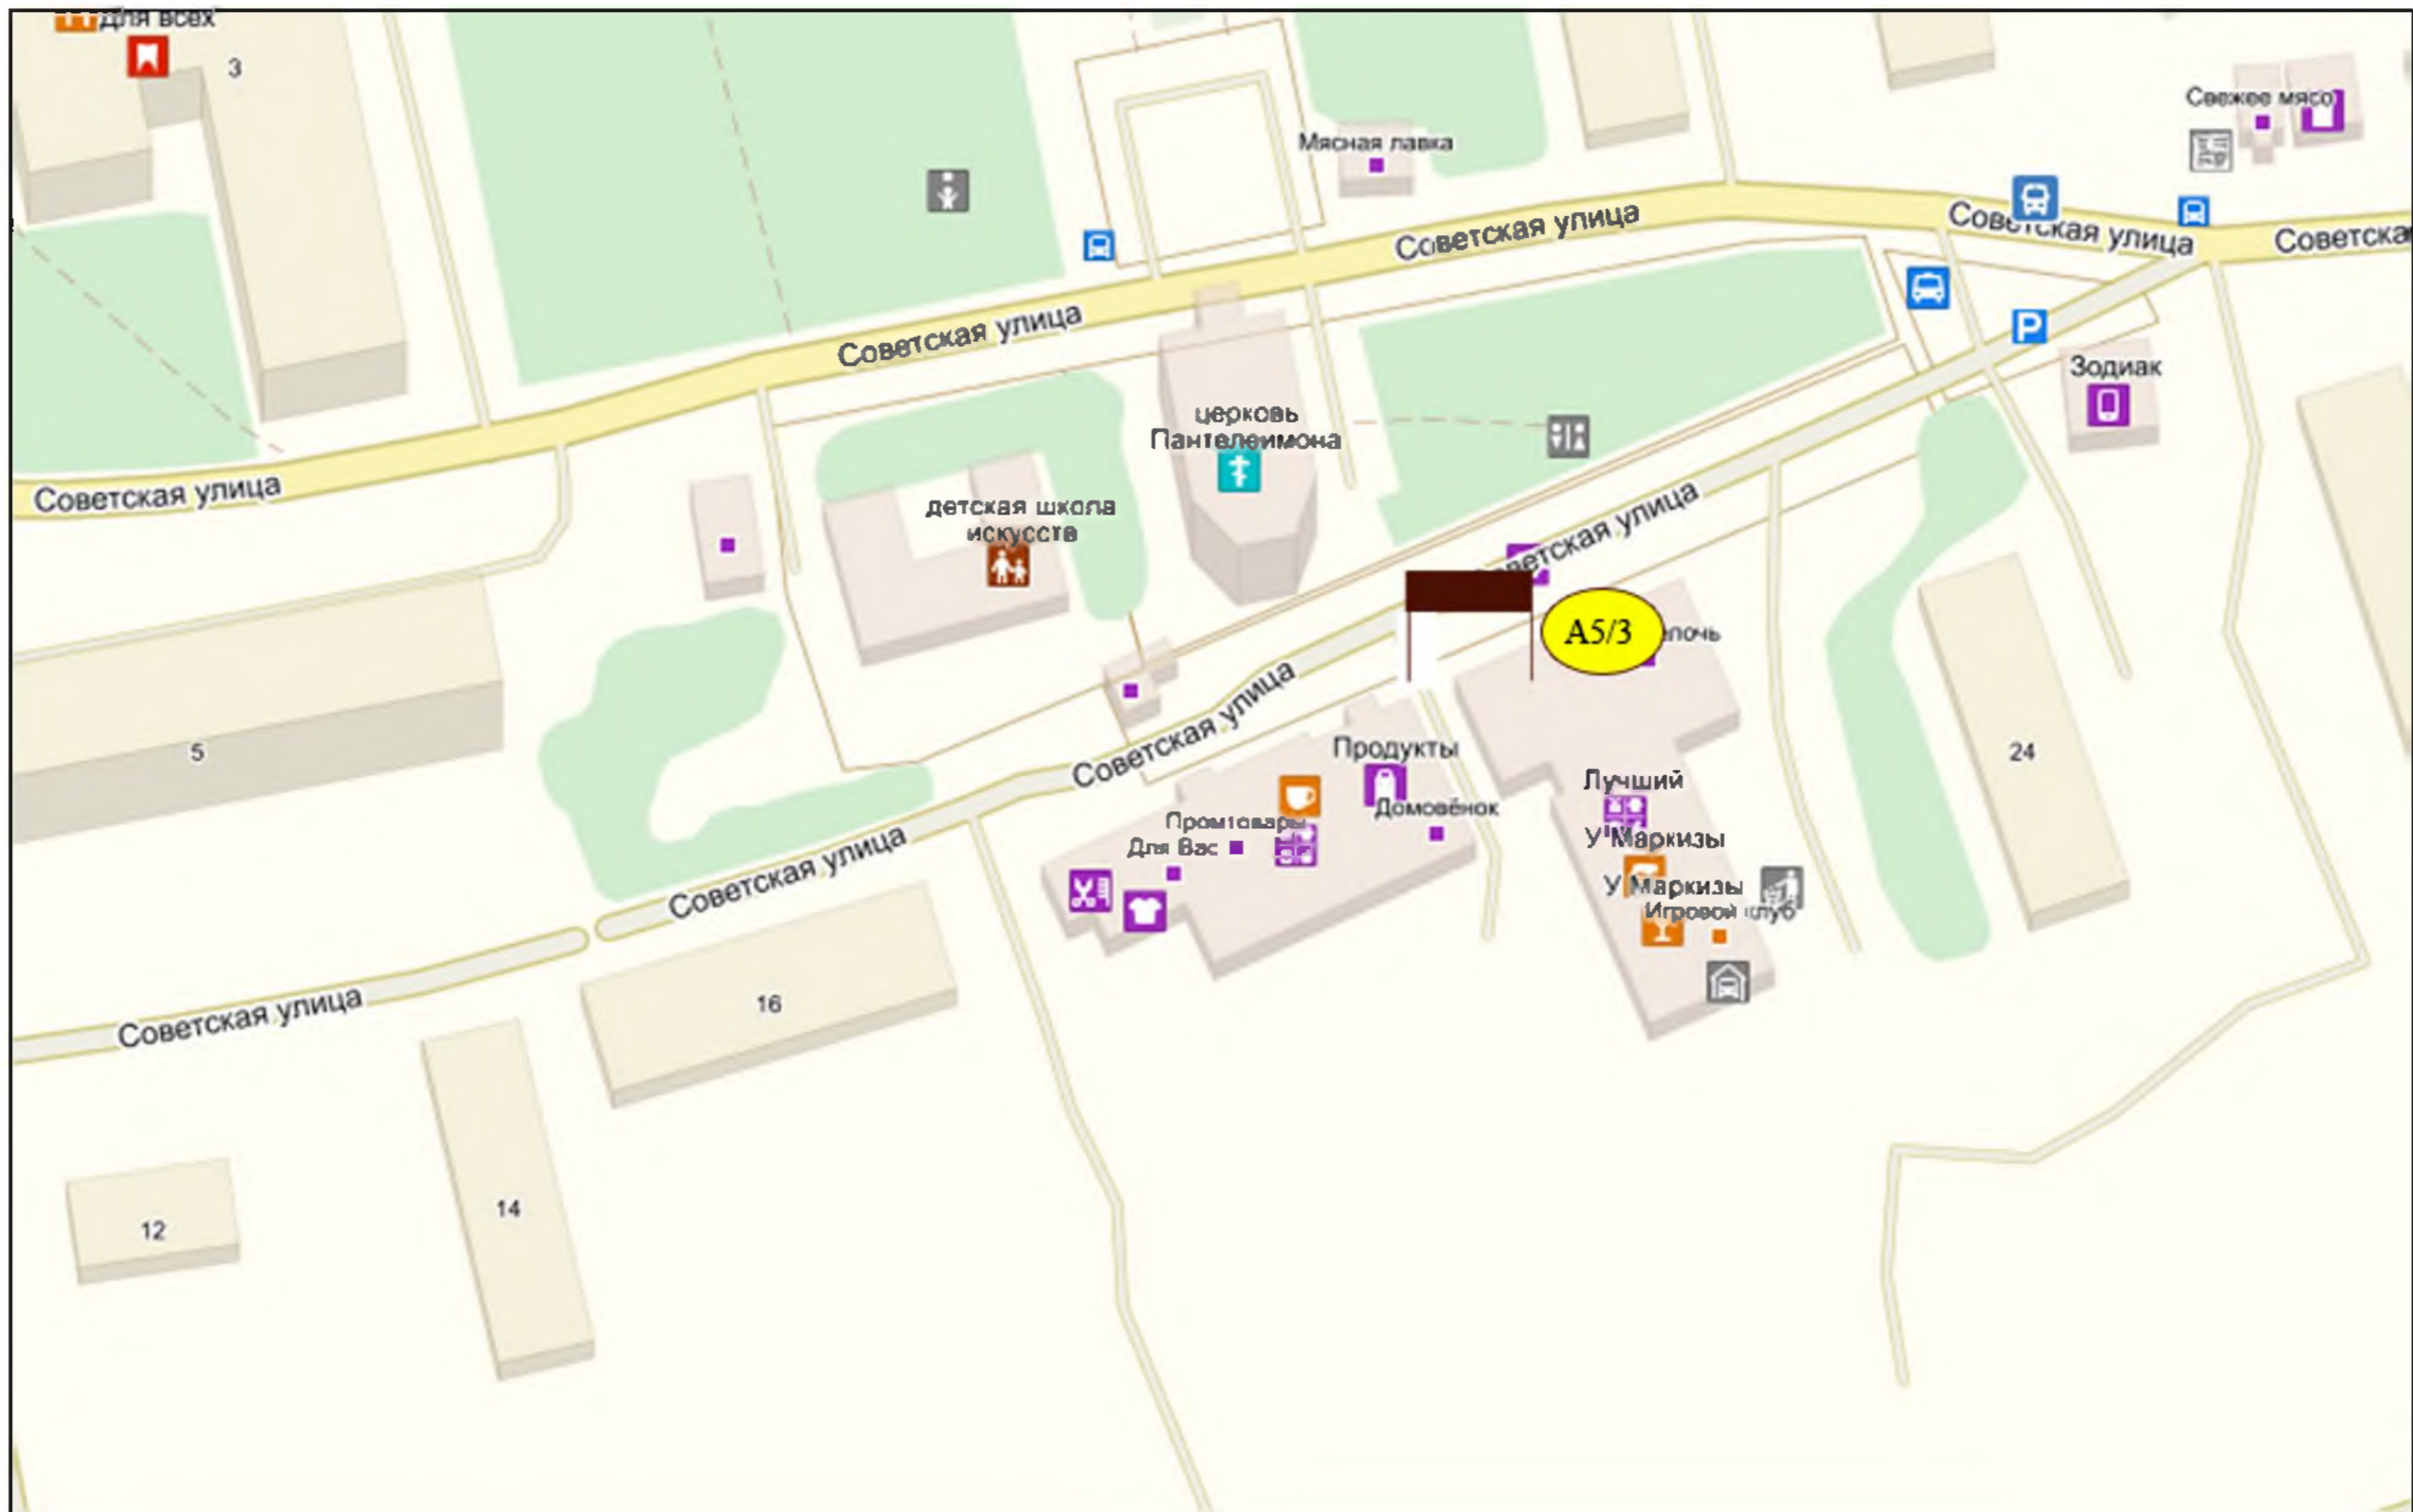 для всех
3
Свежее мясо
Мясная лавка
Советская улица
Советская улица
Советская улица
Советская улица
P
Зодиак
церковь
Пантелеимона
детская школа
искусств
A5/3
Советская улица
5
24
Продукты
Домовёнок
Лучший
Промтовары
Для Вас
У Маркизы
У Маркизы
Игровой клуб
Советская улица
Советская улица
16
14
12